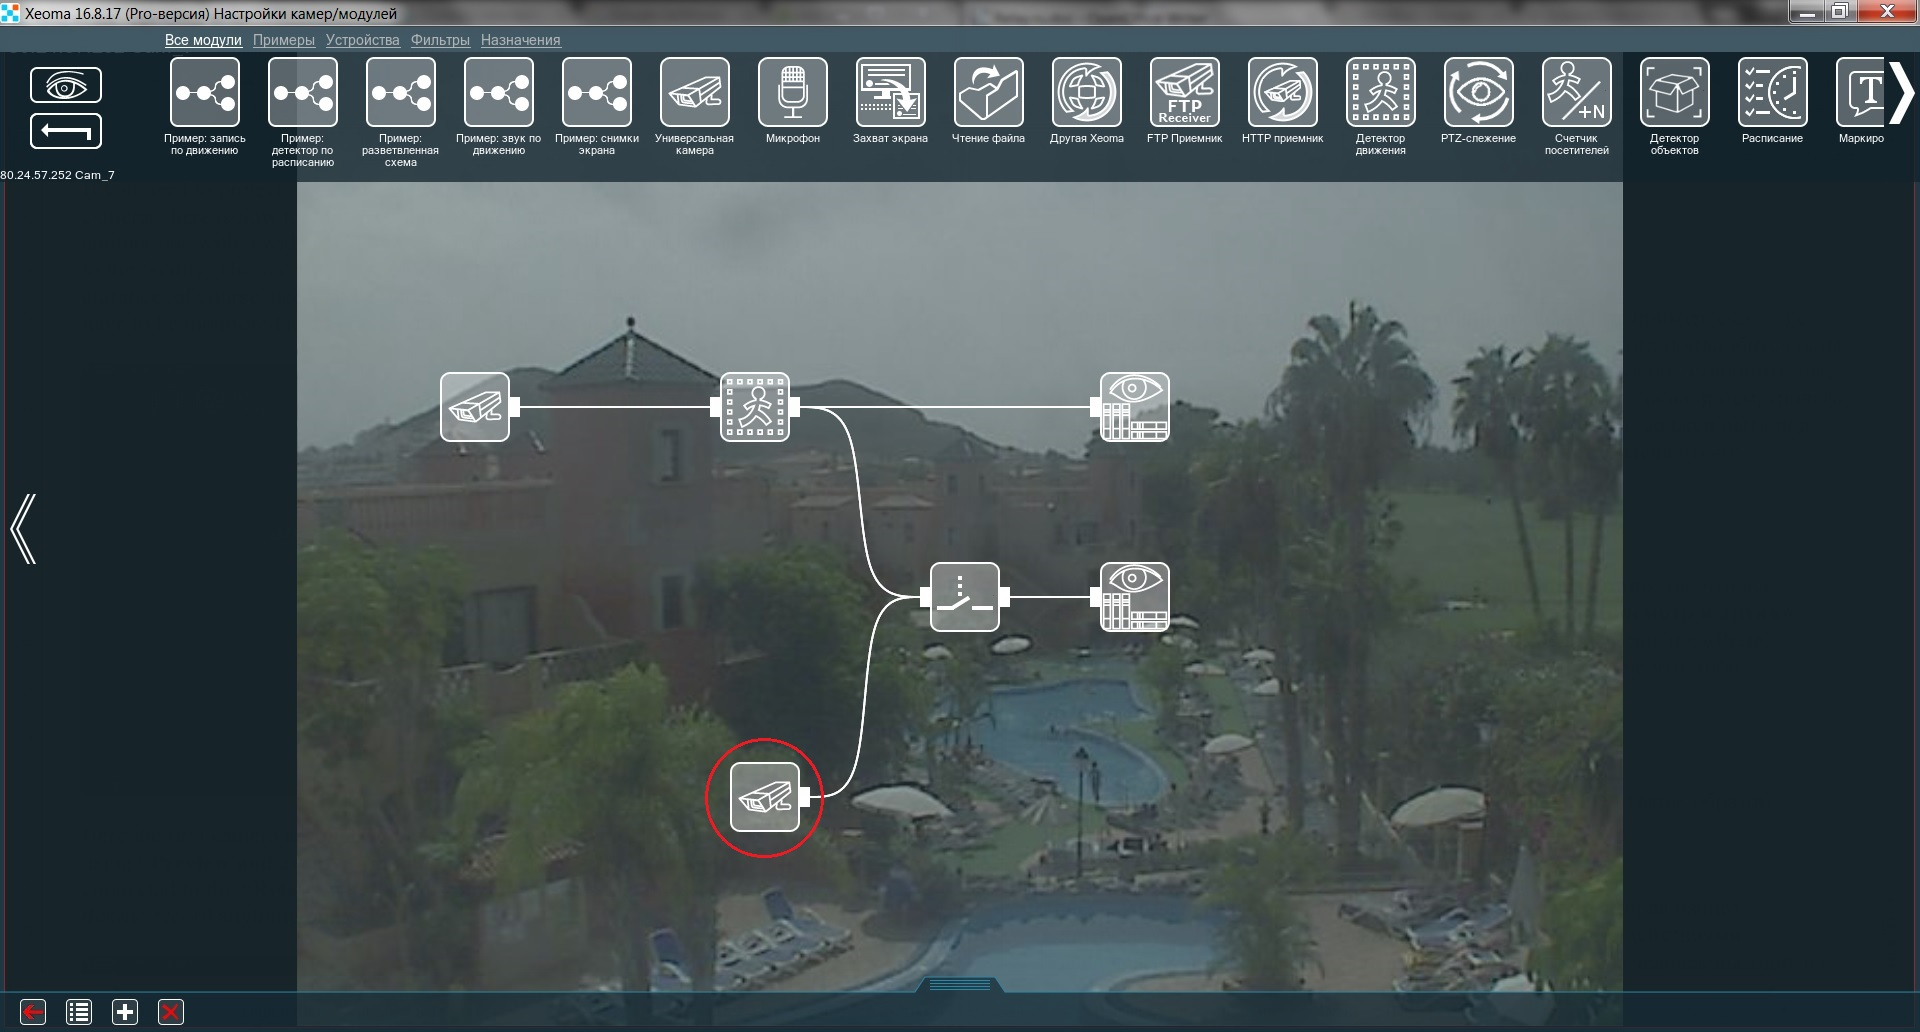 Xeoma 16.8.17 (Pro-версия) Настройки камер/модулей
Все модули Примеры Устройства Фильтры Назначения
FTP
Receiver
+N
T
Пример: запись
по движению
Пример:
детектор по
расписанию
Пример:
разветвленная
схема
Пример: звук по
движению
Пример: снимки
экрана
Универсальная
камера
Микрофон
Захват экрана
Чтение файла
Другая Xeoma
FTP Приемник
HTTP приемник
Детектор
движения
PTZ-слежение
Счетчик
посетителей
Детектор
объектов
Расписание
Маркиро
80.24.57.252 Cam_7